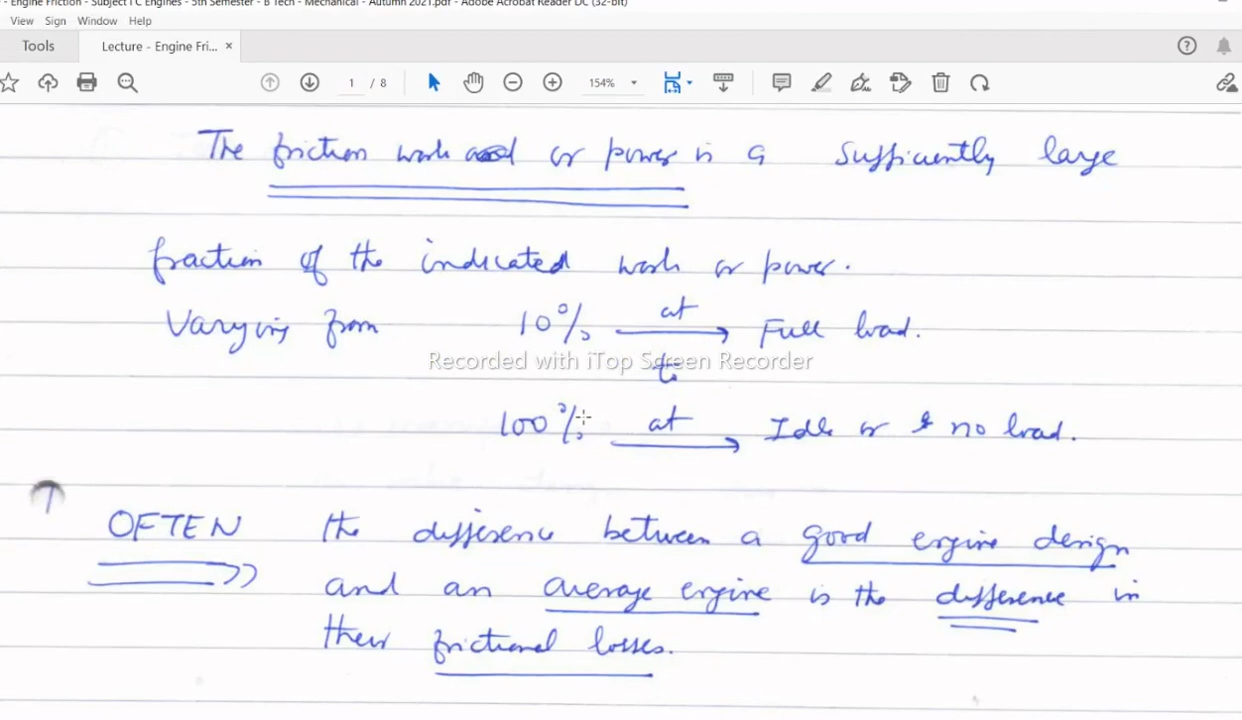 - Engine Friction - Subject I C Engines - 5th Semester - B Tech - Mechanical - Autumn 2021.pdf - Adobe Acrobat Reader DC (32-bit)
View Sign Window Help
Tools Lecture - Engine Fri... ×
1 / 8 154%
The friction work or power is a sufficiently large
fraction of the indicated work or power.
Varying from 10% at Full load.
Recorded with iTop Screen Recorder
to
100% at Idle or no load.
OFTEN the difference between a good engine design
and an average engine is the difference in
their frictional losses.